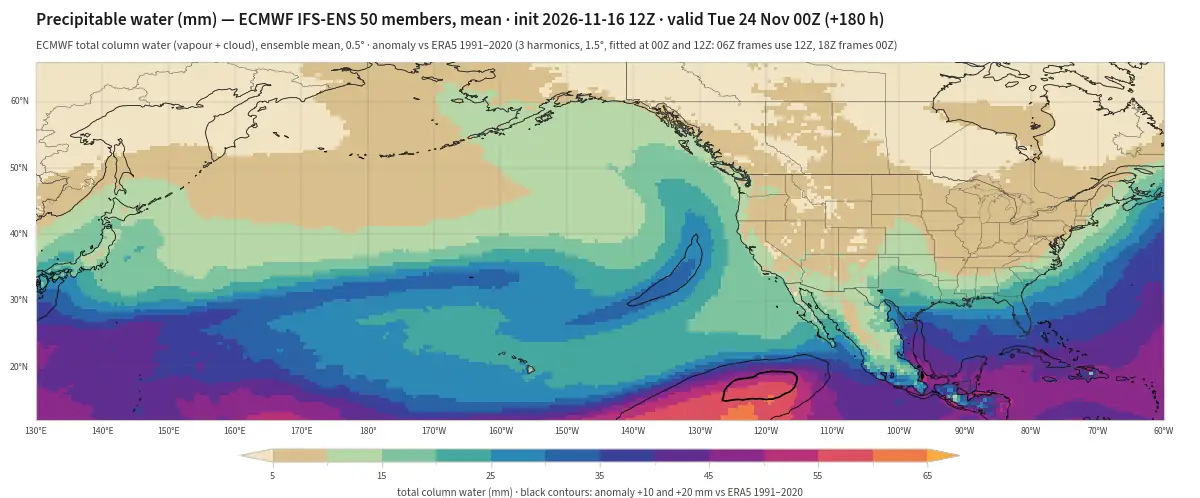 Precipitable water (mm) — ECMWF IFS-ENS 50 members, mean · init 2026-11-16 12Z · valid Tue 24 Nov 00Z (+180 h)
ECMWF total column water (vapour + cloud), ensemble mean, 0.5° · anomaly vs ERA5 1991–2020 (3 harmonics, 1.5°, fitted at 00Z and 12Z: 06Z frames use 12Z, 18Z frames 00Z)
60°N
50°N
40°N
30°N
20°N
130°E 140°E 150°E 160°E 170°E 180° 170°W 160°W 150°W 140°W 130°W 120°W 110°W 100°W 90°W 80°W 70°W 60°W
5 15 25 35 45 55 65
total column water (mm) · black contours: anomaly +10 and +20 mm vs ERA5 1991–2020